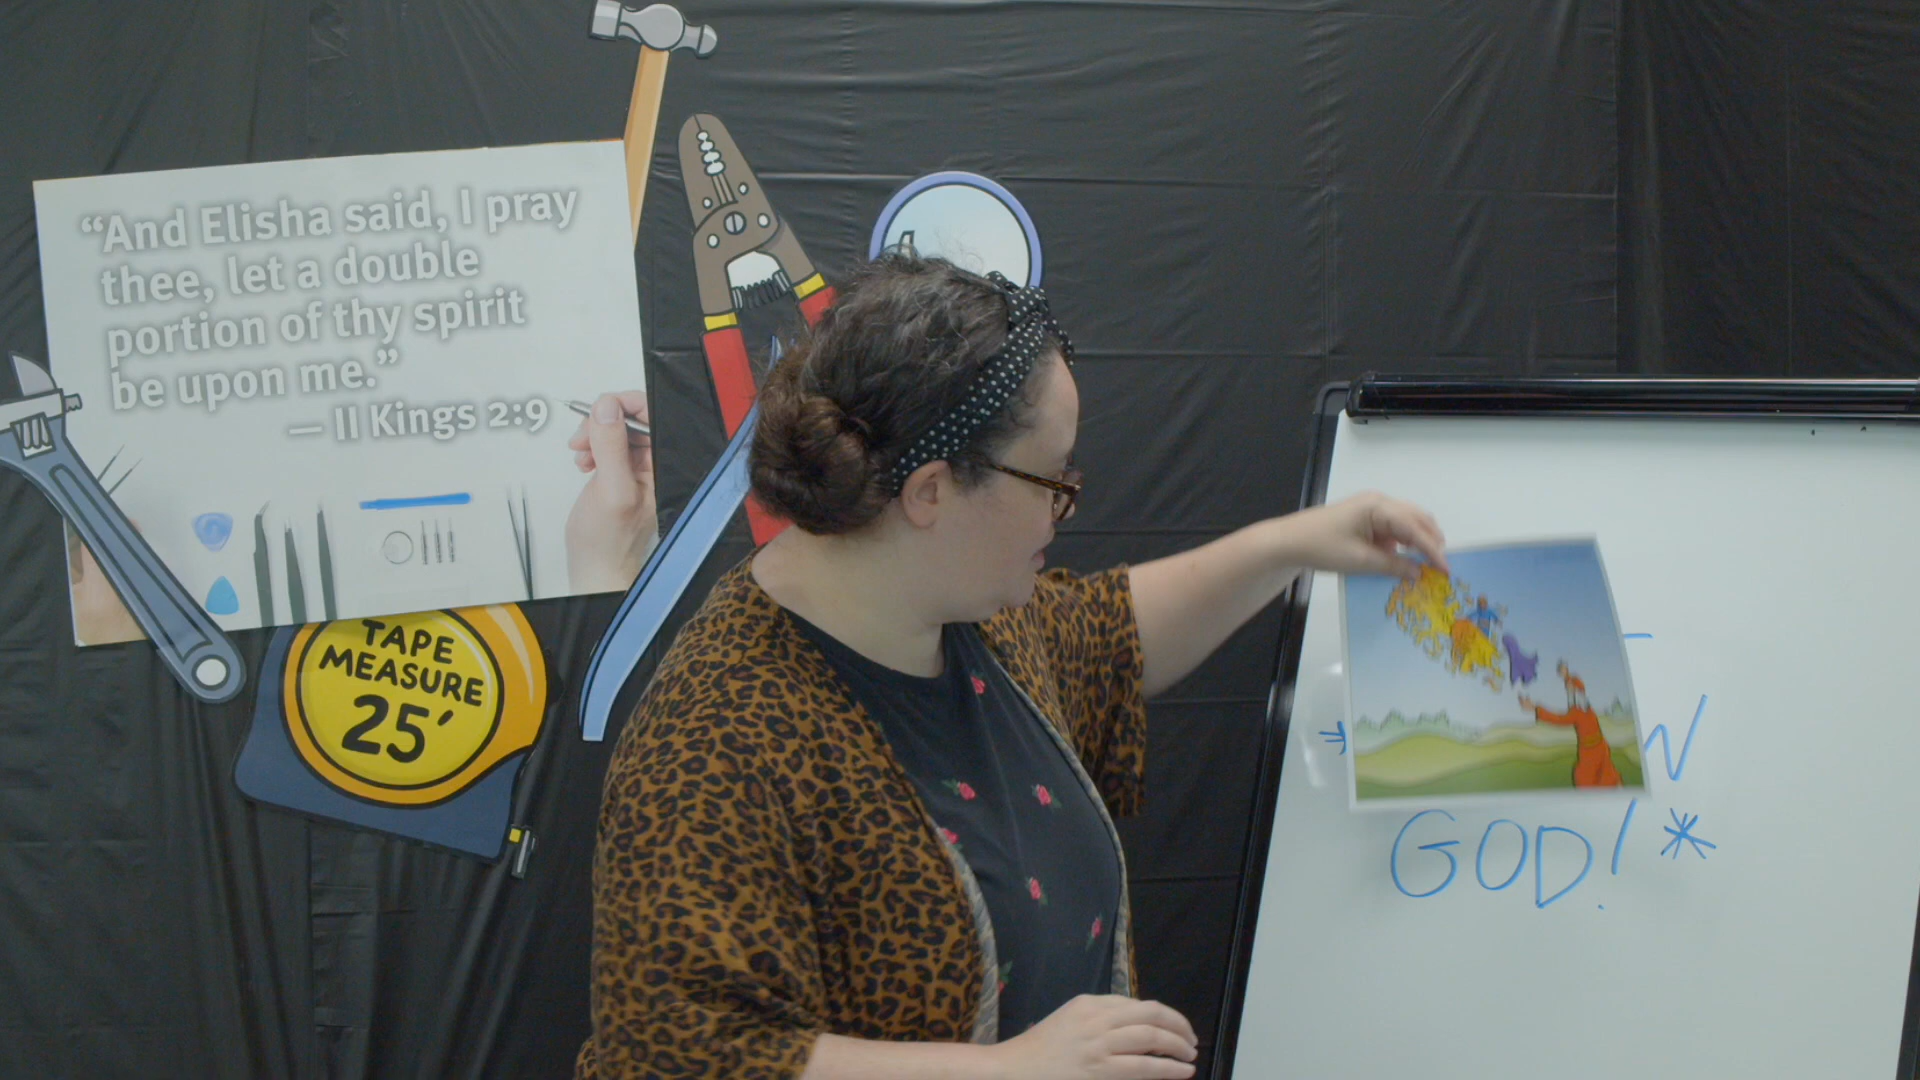 “And Elisha said, I pray
thee, let a double
portion of thy spirit
be upon me.”
— II Kings 2:9
TAPE
MEASURE
25′
GOD! *